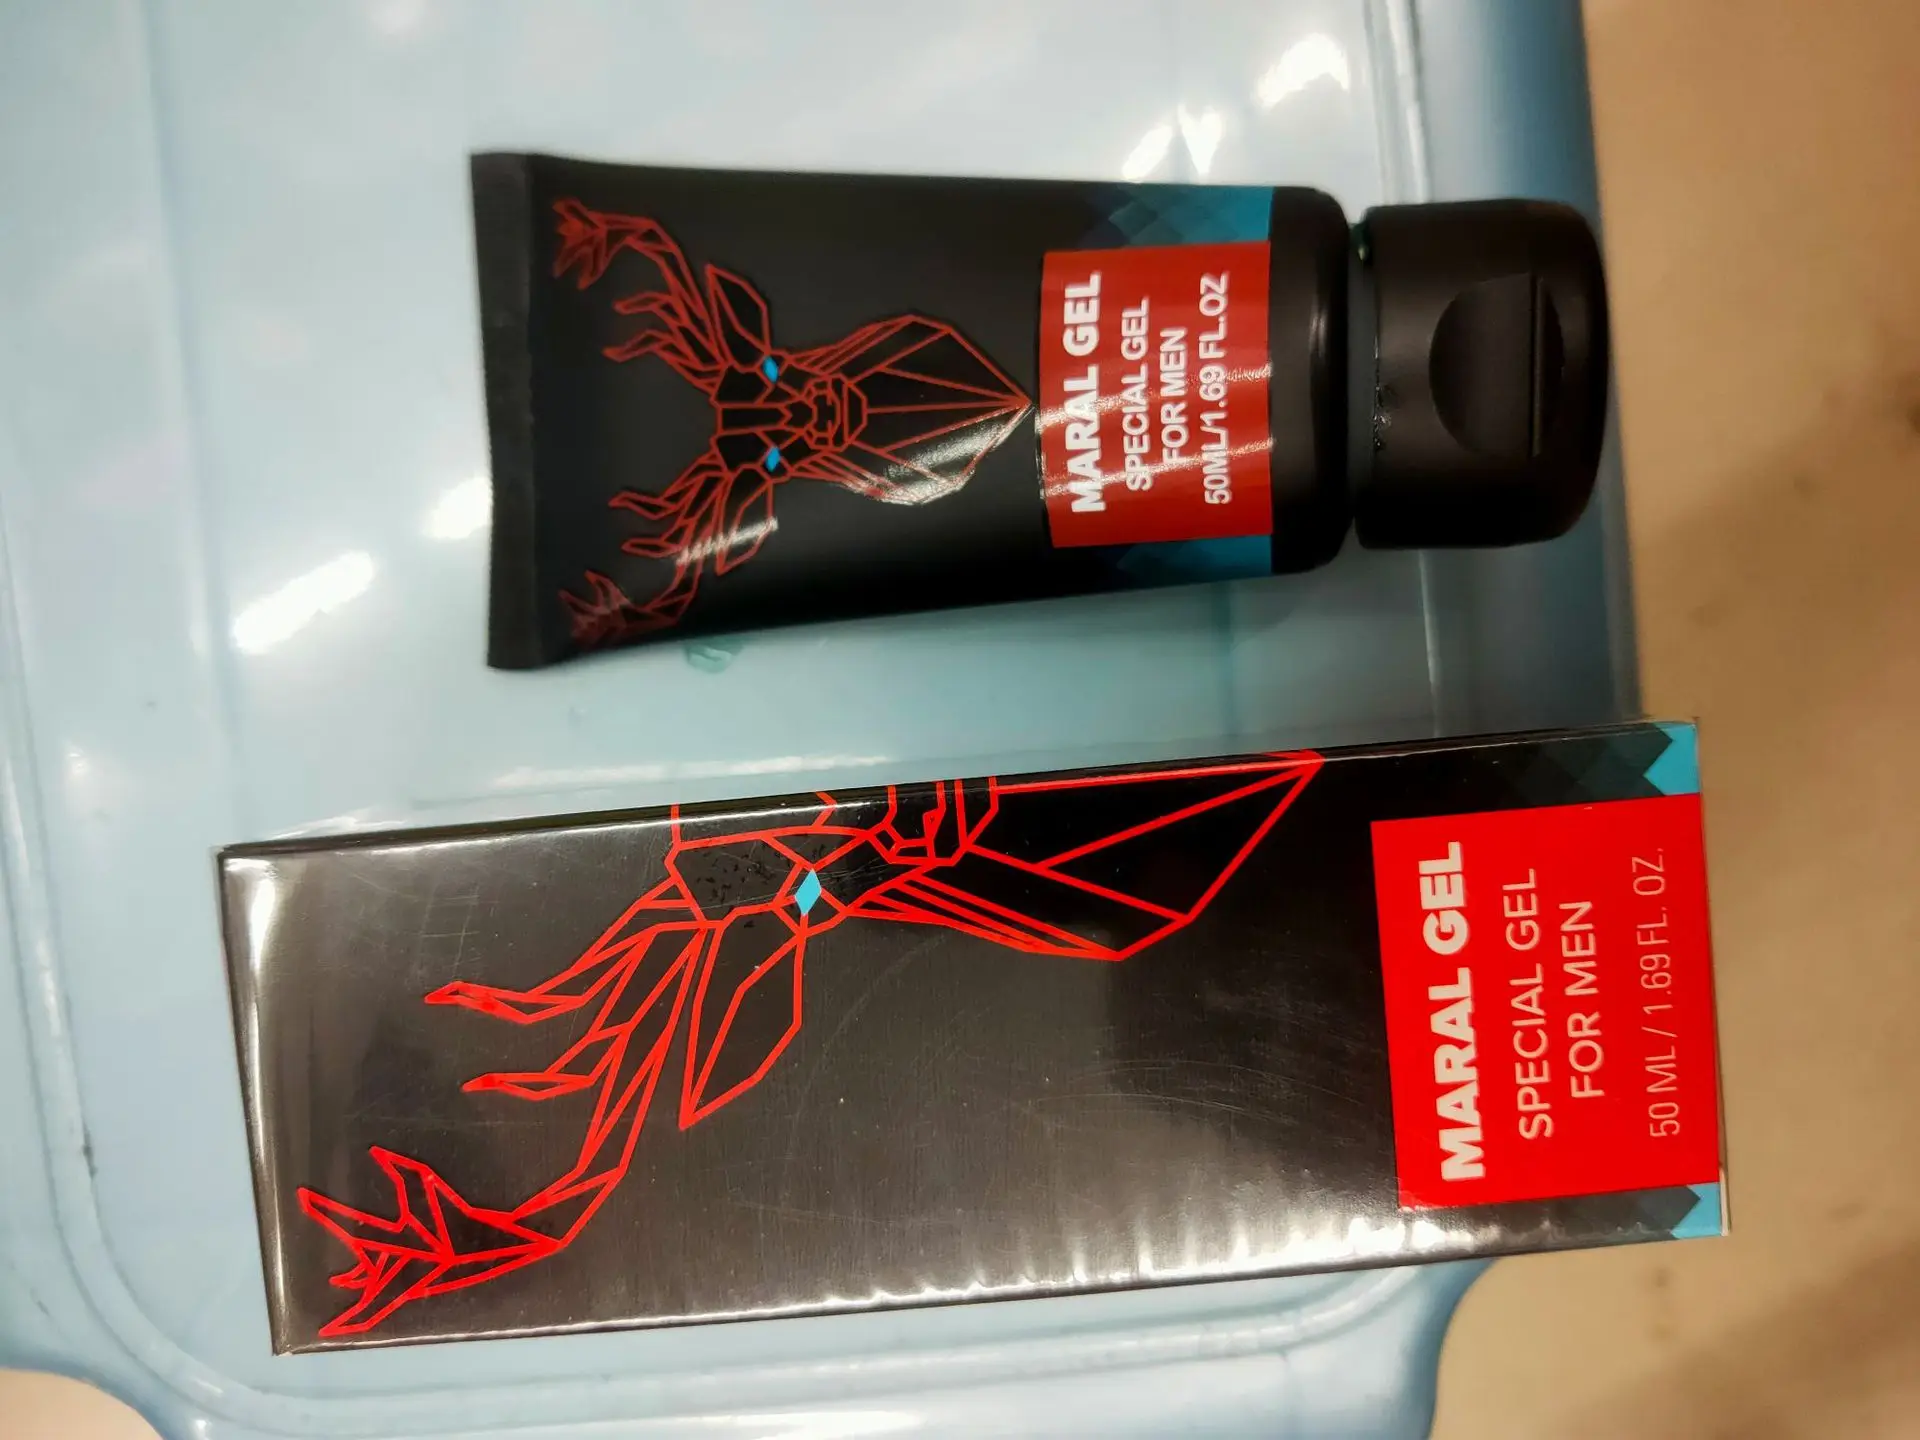 MARAL GEL
SPECIAL GEL
FOR MEN
50ML/1.69 FL.OZ
MARAL GEL
SPECIAL GEL
FOR MEN
50 ML / 1.69 FL. OZ.